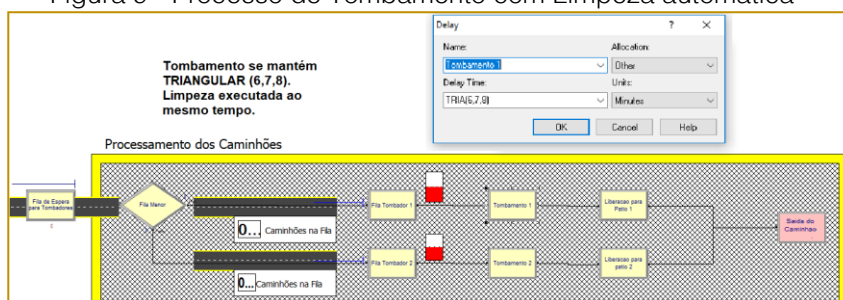 Figura - Processo de Tombamento com Limpeza automática
Tombamento se mantém
TRIANGULAR (6,7,8).
Limpeza executada ao
mesmo tempo.
Delay
? ×
Name:
Allocation:
Tombamento 1
Other
Delay Time:
Units:
TRIA(6,7,8)
Minutes
OK
Cancel
Help
Processamento dos Caminhões
Fila de Espera
para Tombadores
Fila Menor
0... Caminhões na Fila
Fila Tombador 1
Tombamento 1
Liberacao para
Patio 1
Saida do
Caminhao
0... Caminhões na Fila
Fila Tombador 2
Tombamento 2
Liberacao para
patio 2